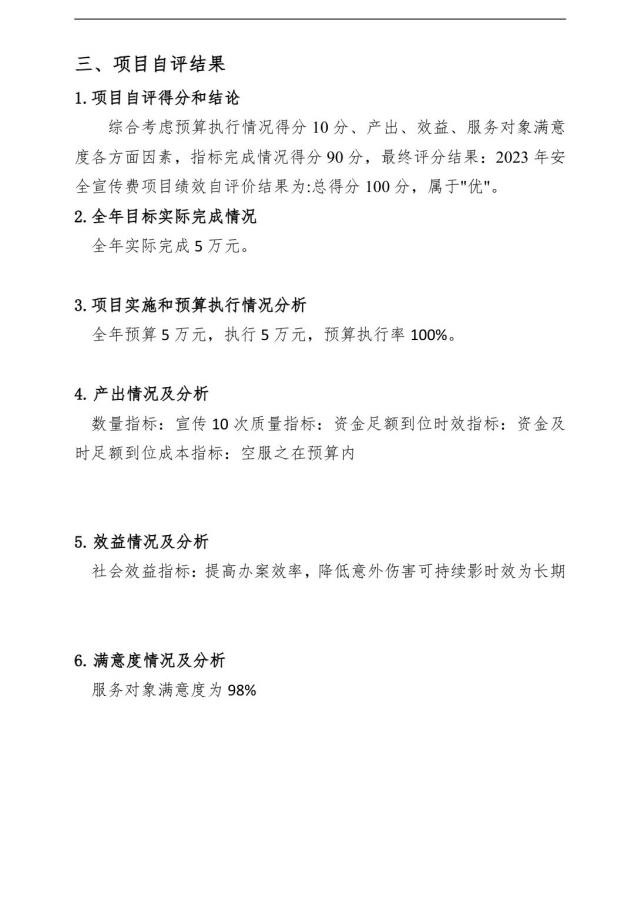 三、项目自评结果
1.项目自评得分和结论
综合考虑预算执行情况得分 10 分、产出、效益、服务对象满意
度各方面因素，指标完成情况得分 90 分，最终评分结果：2023 年安
全宣传费项目绩效自评价结果为:总得分 100 分，属于"优"。
2.全年目标实际完成情况
全年实际完成 5 万元。
3.项目实施和预算执行情况分析
全年预算 5 万元，执行 5 万元，预算执行率 100%。
4.产出情况及分析
数量指标：宣传 10 次质量指标：资金足额到位时效指标：资金及
时足额到位成本指标：空服之在预算内
5.效益情况及分析
社会效益指标：提高办案效率，降低意外伤害可持续影时效为长期
6.满意度情况及分析
服务对象满意度为 98%